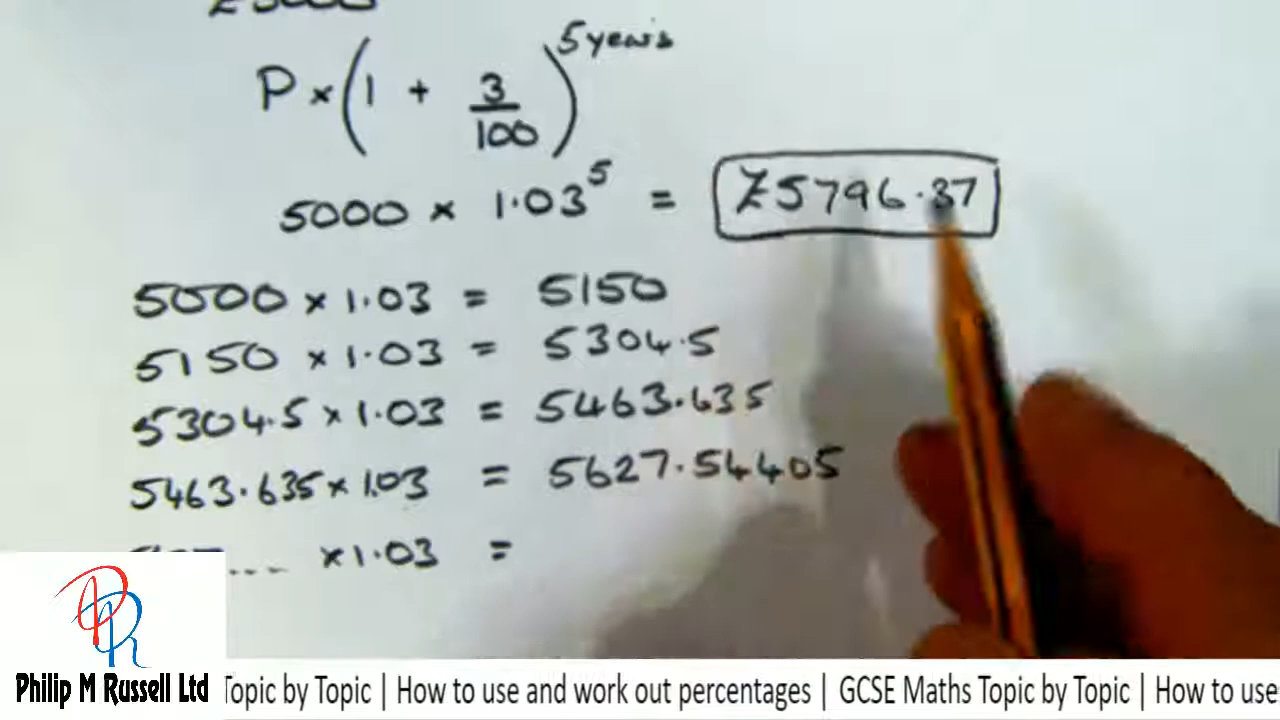 P × (1 + 3/100)^5 years
5000 × 1.03^5 = £5796.37
5000 × 1.03 = 5150
5150 × 1.03 = 5304.5
5304.5 × 1.03 = 5463.635
5463.635 × 1.03 = 5627.54405
... × 1.03 =
PR
Philip M Russell Ltd
Topic by Topic | How to use and work out percentages | GCSE Maths Topic by Topic | How to use